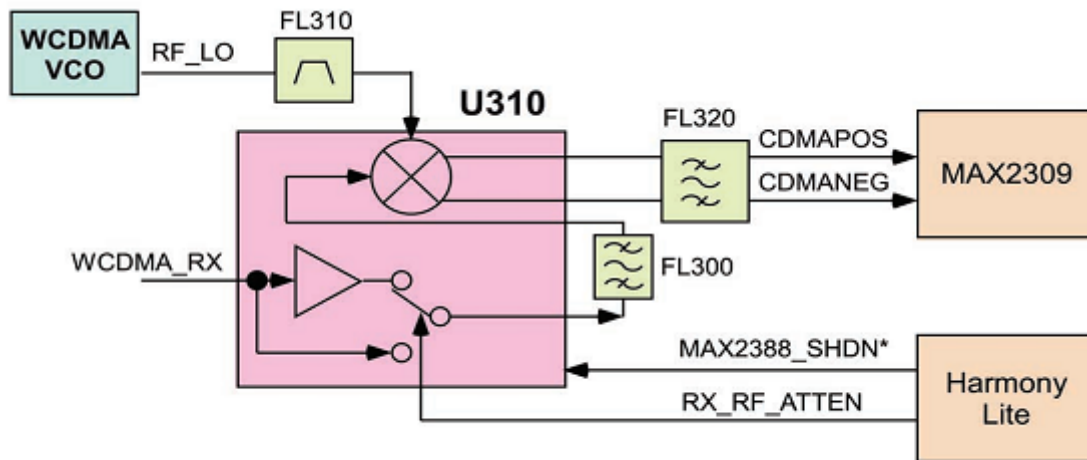 WCDMA
VCO
RF_LO
FL310
U310
FL320
CDMAPOS
CDMANEG
MAX2309
WCDMA_RX
FL300
MAX2388_SHDN*
RX_RF_ATTEN
Harmony
Lite